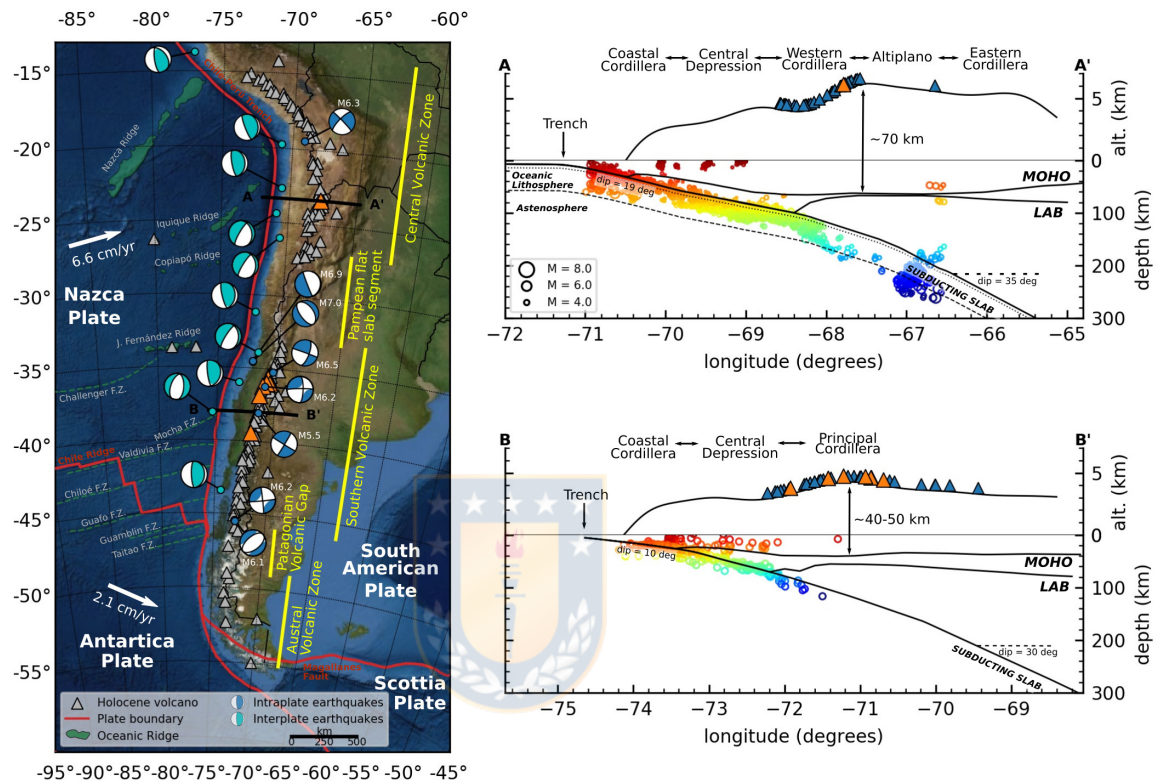 -85° -80° -75° -70° -65° -60°
-15°
-20°
-25°
-30°
-35°
-40°
-45°
-50°
-55°
-95° -90° -85° -80° -75° -70° -65° -60° -55° -50° -45°
M6.3
Nazca Ridge
Central Volcanic Zone
A A'
Iquique Ridge
6.6 cm/yr
Copiapó Ridge
M6.9
Nazca
Plate
M7.0
Pampean flat
slab segment
J. Fernández Ridge
M6.5
Challenger F.Z.
M6.2
B B'
Mocha F.Z.
M5.5
Chile Ridge
Valdivia F.Z.
Southern Volcanic Zone
Chiloé F.Z.
M6.2
Guafo F.Z.
Guamblin F.Z.
Taitao F.Z.
M6.1
Patagonian
Volcanic Gap
South
American
Plate
2.1 cm/yr
Austral
Volcanic Zone
Antartica
Plate
Fault
Scottia
Plate
Holocene volcano
Plate boundary
Oceanic Ridge
Intraplate earthquakes
Interplate earthquakes
km
0 250 500
Coastal
Cordillera
Central
Depression
Western
Cordillera
Altiplano
Eastern
Cordillera
A A'
Trench
~70 km
5
0
100
200
300
alt. (km)
depth (km)
MOHO
LAB
Oceanic
Lithosphere
dip = 19 deg
Astenosphere
M = 8.0
M = 6.0
M = 4.0
SUBDUCTING SLAB
dip = 35 deg
−72 −71 −70 −69 −68 −67 −66 −65
longitude (degrees)
Coastal
Cordillera
Central
Depression
Principal
Cordillera
B B'
Trench
~40-50 km
5
0
100
200
300
alt. (km)
depth (km)
MOHO
LAB
dip = 10 deg
dip = 30 deg
SUBDUCTING SLAB
−75 −74 −73 −72 −71 −70 −69
longitude (degrees)